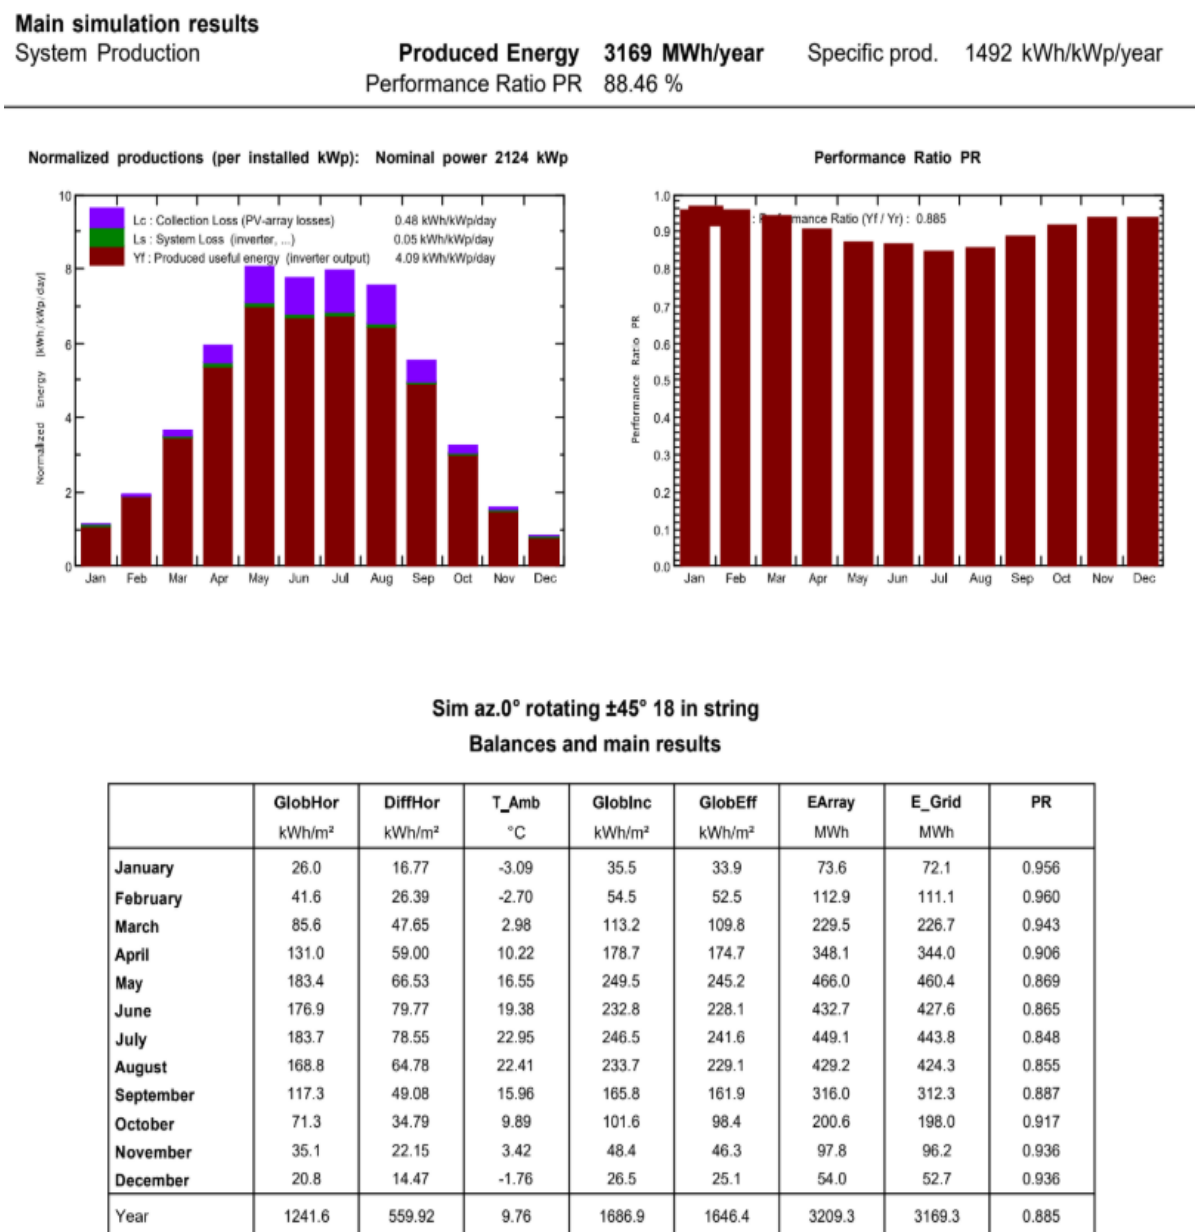 Main simulation results
System Production Produced Energy 3169 MWh/year Specific prod. 1492 kWh/kWp/year
Performance Ratio PR 88.46 %
Normalized productions (per installed kWp): Nominal power 2124 kWp
10
Lc : Collection Loss (PV-array losses) 0.48 kWh/kWp/day
Ls : System Loss (inverter, ...) 0.05 kWh/kWp/day
Yf : Produced useful energy (inverter output) 4.09 kWh/kWp/day
8
6
4
2
0
Normalized Energy [kWh/kWp/day]
Jan Feb Mar Apr May Jun Jul Aug Sep Oct Nov Dec
Performance Ratio PR
1.0
: Ratio (Yf / Yr) : 0.885
0.9
0.8
0.7
0.6
0.5
0.4
0.3
0.2
0.1
0.0
Performance Ratio PR
Jan Feb Mar Apr May Jun Jul Aug Sep Oct Nov Dec
Sim az.0° rotating ±45° 18 in string
Balances and main results
GlobHor DiffHor T_Amb GlobInc GlobEff EArray E_Grid PR
kWh/m² kWh/m² °C kWh/m² kWh/m² MWh MWh
January 26.0 16.77 -3.09 35.5 33.9 73.6 72.1 0.956
February 41.6 26.39 -2.70 54.5 52.5 112.9 111.1 0.960
March 85.6 47.65 2.98 113.2 109.8 229.5 226.7 0.943
April 131.0 59.00 10.22 178.7 174.7 348.1 344.0 0.906
May 183.4 66.53 16.55 249.5 245.2 466.0 460.4 0.869
June 176.9 79.77 19.38 232.8 228.1 432.7 427.6 0.865
July 183.7 78.55 22.95 246.5 241.6 449.1 443.8 0.848
August 168.8 64.78 22.41 233.7 229.1 429.2 424.3 0.855
September 117.3 49.08 15.96 165.8 161.9 316.0 312.3 0.887
October 71.3 34.79 9.89 101.6 98.4 200.6 198.0 0.917
November 35.1 22.15 3.42 48.4 46.3 97.8 96.2 0.936
December 20.8 14.47 -1.76 26.5 25.1 54.0 52.7 0.936
Year 1241.6 559.92 9.76 1686.9 1646.4 3209.3 3169.3 0.885